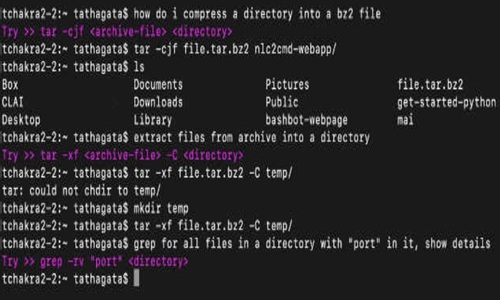 tchakra2-2:~ tathagata$ how do i compress a directory into a bz2 file
Try >> tar -cjf <archive-file> <directory>
tchakra2-2:~ tathagata$ tar -cjf file.tar.bz2 nlc2cmd-webapp/
tchakra2-2:~ tathagata$ ls
Box Documents Pictures file.tar.bz2
CLAI Downloads Public get-started-python
Desktop Library bashbot-webpage mai
tchakra2-2:~ tathagata$ extract files from archive into a directory
Try >> tar -xf <archive-file> -C <directory>
tchakra2-2:~ tathagata$ tar -xf file.tar.bz2 -C temp/
tar: could not chdir to temp/
tchakra2-2:~ tathagata$ mkdir temp
tchakra2-2:~ tathagata$ tar -xf file.tar.bz2 -C temp/
tchakra2-2:~ tathagata$ grep for all files in a directory with "port" in it, show details
Try >> grep -rv "port" <directory>
tchakra2-2:~ tathagata$